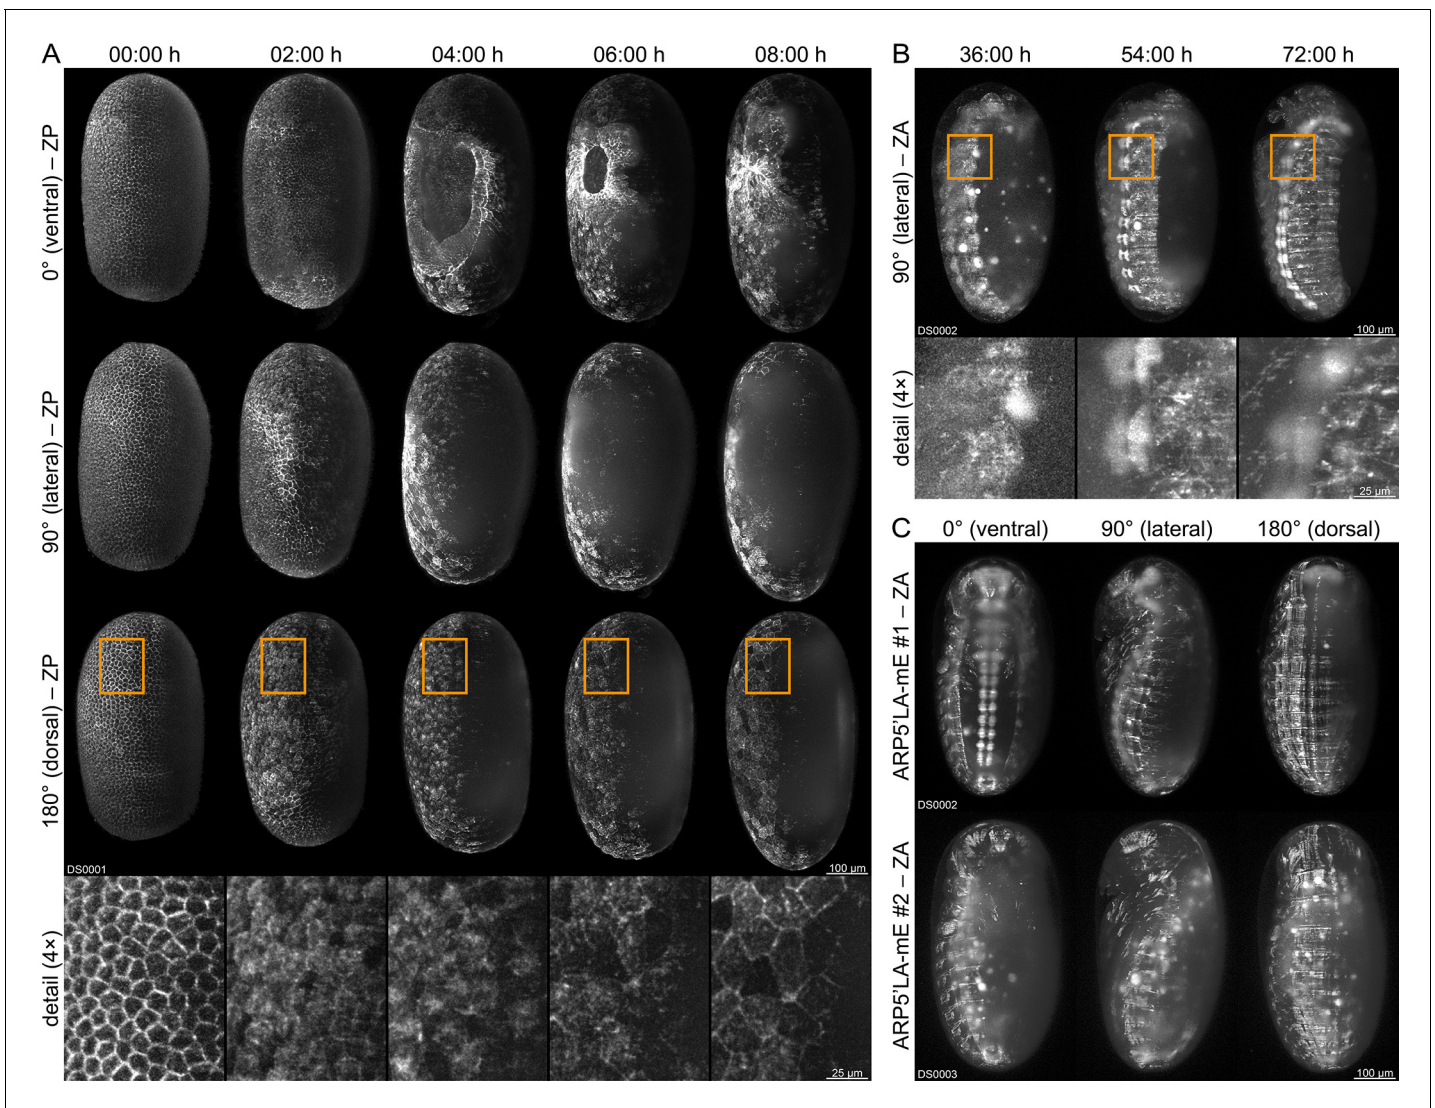 A
00:00 h
02:00 h
04:00 h
06:00 h
08:00 h
0° (ventral) – ZP
90° (lateral) – ZP
180° (dorsal) – ZP
DS0001
100 µm
detail (4×)
25 µm
B
36:00 h
54:00 h
72:00 h
90° (lateral) – ZA
DS0002
100 µm
detail (4×)
25 µm
C
0° (ventral)
90° (lateral)
180° (dorsal)
ARP5'LA-mE #1 – ZA
DS0002
ARP5'LA-mE #2 – ZA
DS0003
100 µm